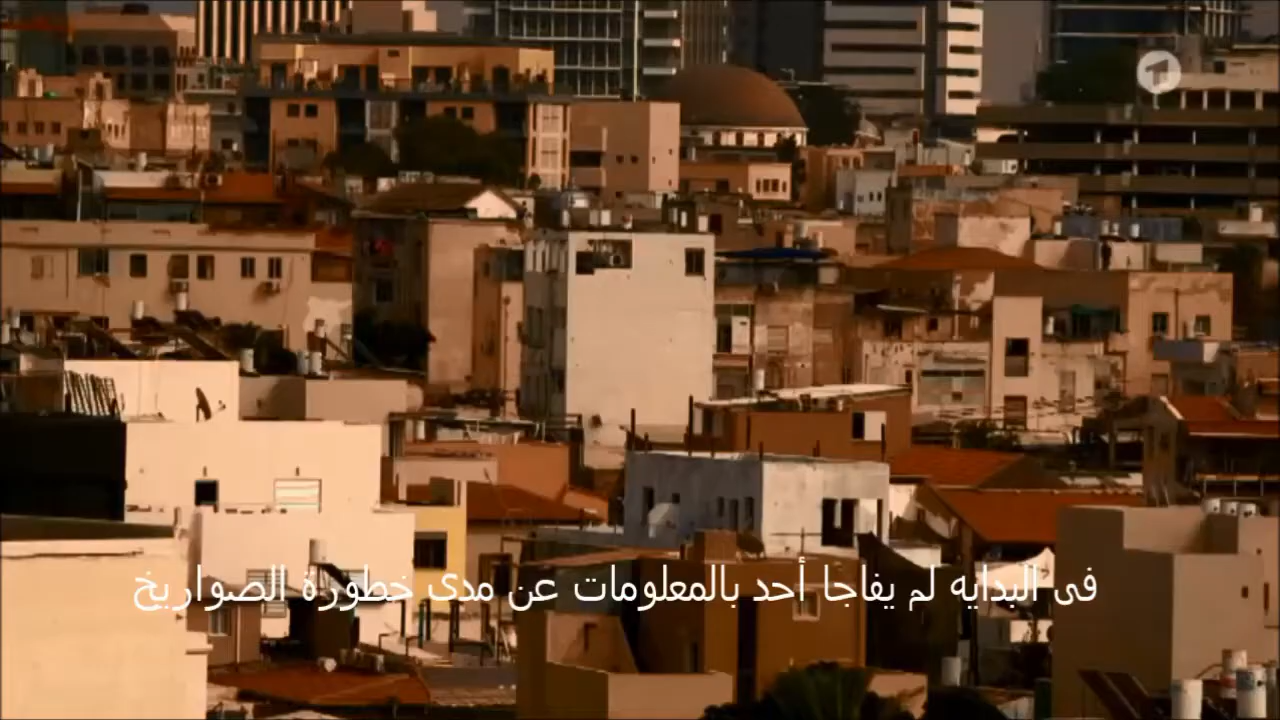 فى البدايه لم يفاجا أحد بالمعلومات عن مدى خطورة الصواريخ